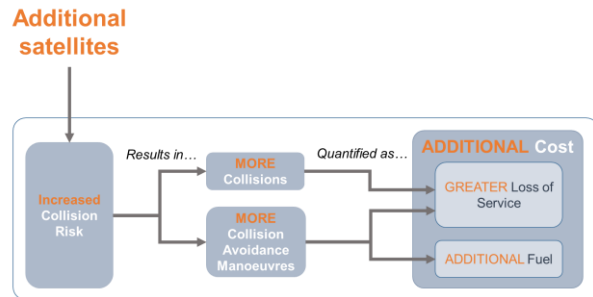 Additional
satellites
Results in...
Quantified as...
ADDITIONAL Cost
Increased
Collision
Risk
MORE
Collisions
MORE
Collision
Avoidance
Manoeuvres
GREATER Loss of
Service
ADDITIONAL Fuel